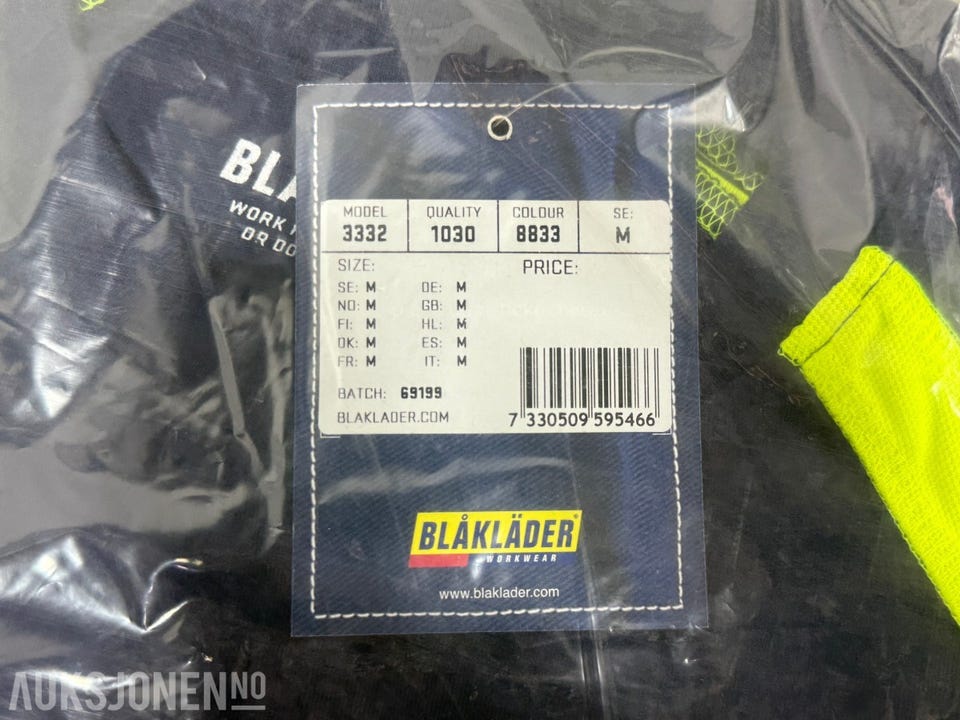 BLÅ
WORK
OR DO
MODEL QUALITY COLOUR SE:
3332 1030 8833 M
SIZE: PRICE:
SE: M DE: M
NO: M GB: M
FI: M HL: M
DK: M ES: M
FR: M IT: M
BATCH: 69199
BLAKLADER.COM
7 330509 595466
BLÅKLÄDER®
WORKWEAR
www.blaklader.com
AUKSJONEN.NO